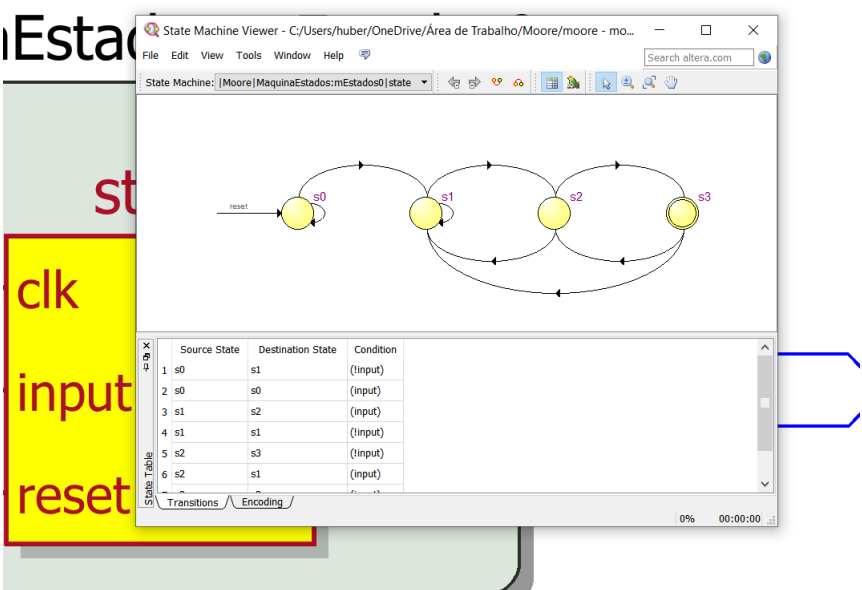 Esta
State Machine Viewer - C:/Users/huber/OneDrive/Área de Trabalho/Moore/moore - mo...
File Edit View Tools Window Help
Search altera.com
State Machine: |Moore|MaquinaEstados:mEstados0|state
st
reset
s0 s1 s2 s3
clk
input
reset
Source State Destination State Condition
1 s0 s1 (!input)
2 s0 s0 (input)
3 s1 s2 (input)
4 s1 s1 (!input)
5 s2 s3 (!input)
6 s2 s1 (input)
State Table
Transitions Encoding
0% 00:00:00